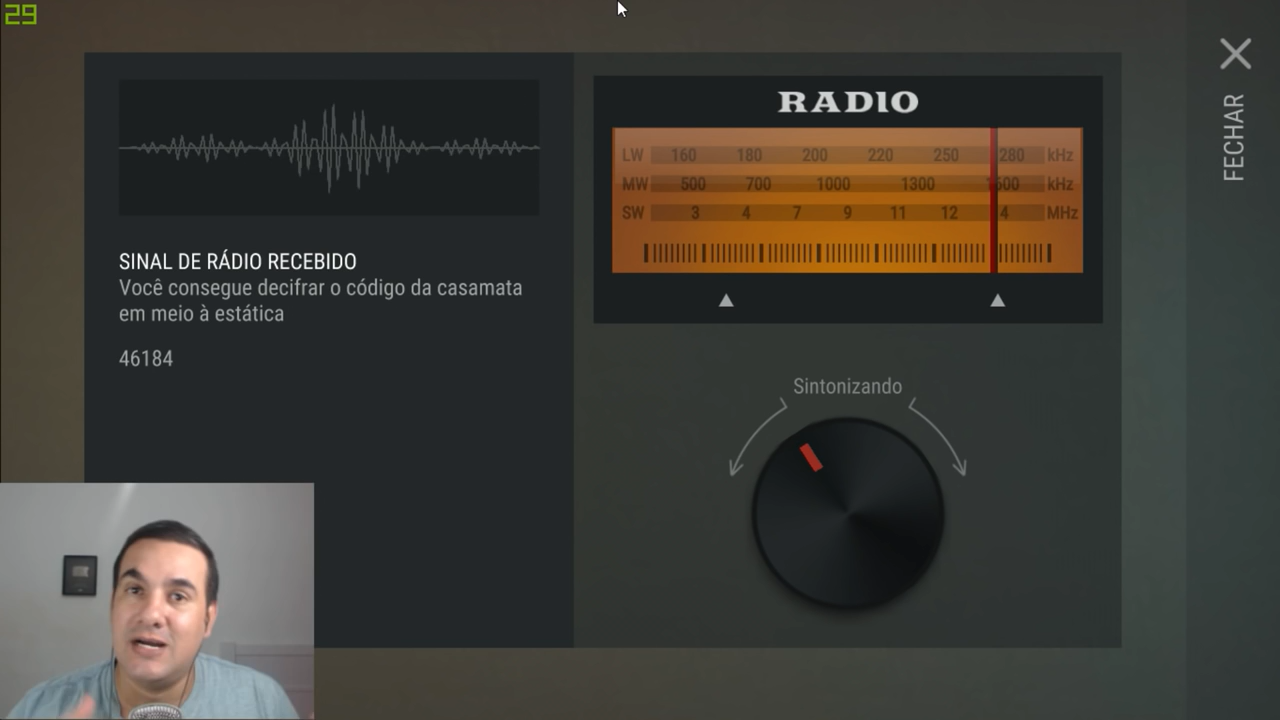 29
SINAL DE RÁDIO RECEBIDO
Você consegue decifrar o código da casamata
em meio à estática
46184
RADIO
LW 160 180 200 220 250 280 kHz
MW 500 700 1000 1300 1600 kHz
SW 3 4 7 9 11 12 4 MHz
Sintonizando
FECHAR